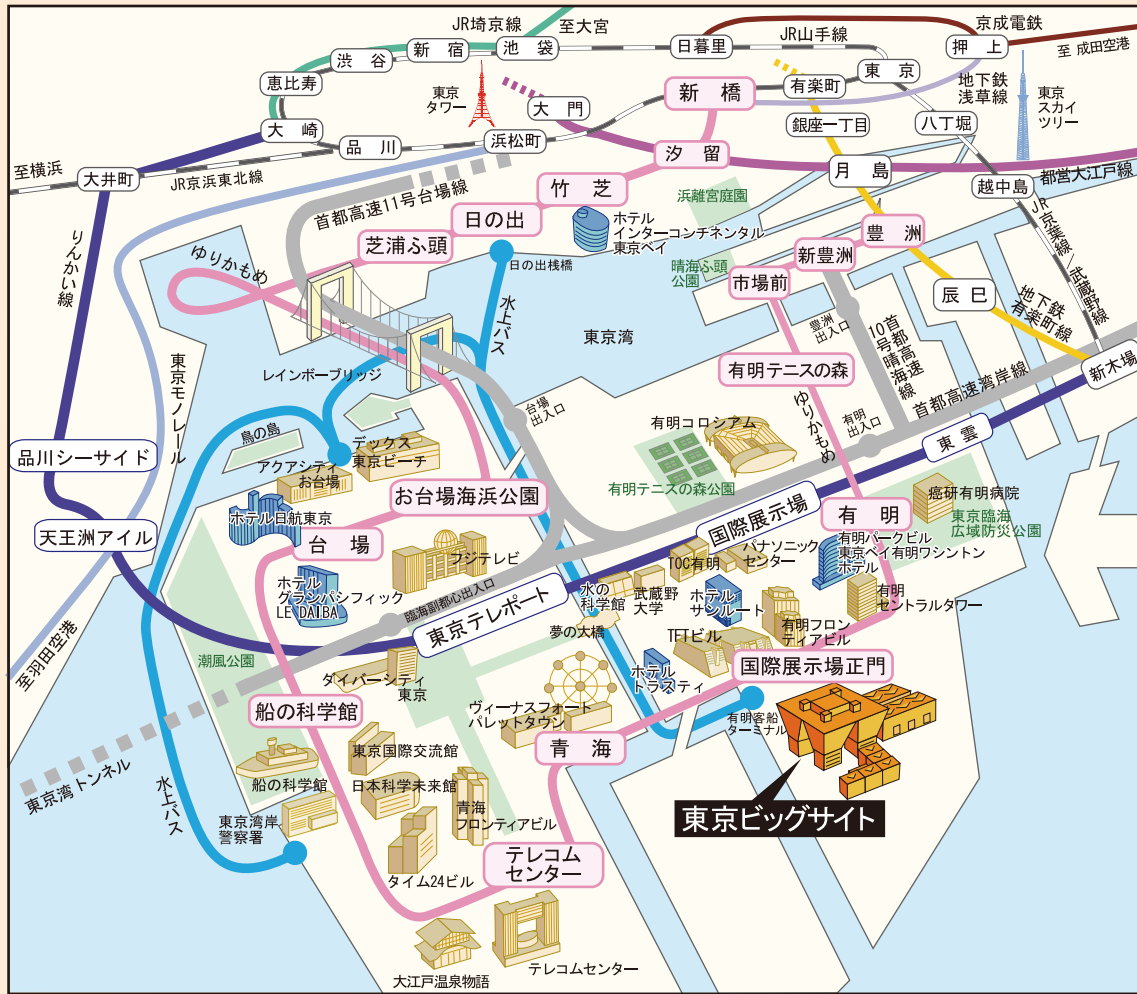 JR埼京線
至大宮
池袋
新宿
渋谷
恵比寿
大崎
品川
日暮里
JR山手線
京成電鉄
押上
至 成田空港
東京
有楽町
新橋
地下鉄
浅草線
東京
スカイ
ツリー
東京
タワー
大門
浜松町
銀座一丁目
八丁堀
至横浜
大井町
JR京浜東北線
汐留
月島
越中島
都営大江戸線
首都高速11号台場線
竹芝
浜離宮庭園
日の出
ホテル
インターコンチネンタル
東京ベイ
豊洲
新豊洲
JR京葉線/武蔵野線
りんかい線
ゆりかもめ
芝浦ふ頭
日の出桟橋
晴海ふ頭
公園
市場前
辰巳
地下鉄
有楽町線
水上バス
東京湾
豊洲
出入口
首都高速
10号晴海線
新木場
東京モノレール
レインボーブリッジ
有明テニスの森
首都高速湾岸線
台場
出入口
有明コロシアム
ゆりかもめ
有明
出入口
東雲
鳥の島
デックス
東京ビーチ
品川シーサイド
アクアシティ
お台場
お台場海浜公園
有明テニスの森公園
癌研有明病院
ホテル日航東京
国際展示場
有明
東京臨海
広域防災公園
天王洲アイル
台場
フジテレビ
有明パークビル
東京ベイ有明ワシントン
ホテル
TOC有明
パナソニック
センター
ホテル
グランパシフィック
LE DAIBA
臨海副都心出入口
水の
科学館
武蔵野
大学
ホテル
サンルート
有明
セントラルタワー
東京テレポート
夢の大橋
TFTビル
有明フロン
ティアビル
至羽田空港
潮風公園
ダイバーシティ
東京
ホテル
トラスティ
国際展示場正門
船の科学館
ヴィーナスフォート
パレットタウン
有明客船
ターミナル
東京国際交流館
青海
東京湾トンネル
水上バス
船の科学館
日本科学未来館
青海
フロンティアビル
東京ビッグサイト
東京湾岸
警察署
タイム24ビル
テレコム
センター
大江戸温泉物語
テレコムセンター